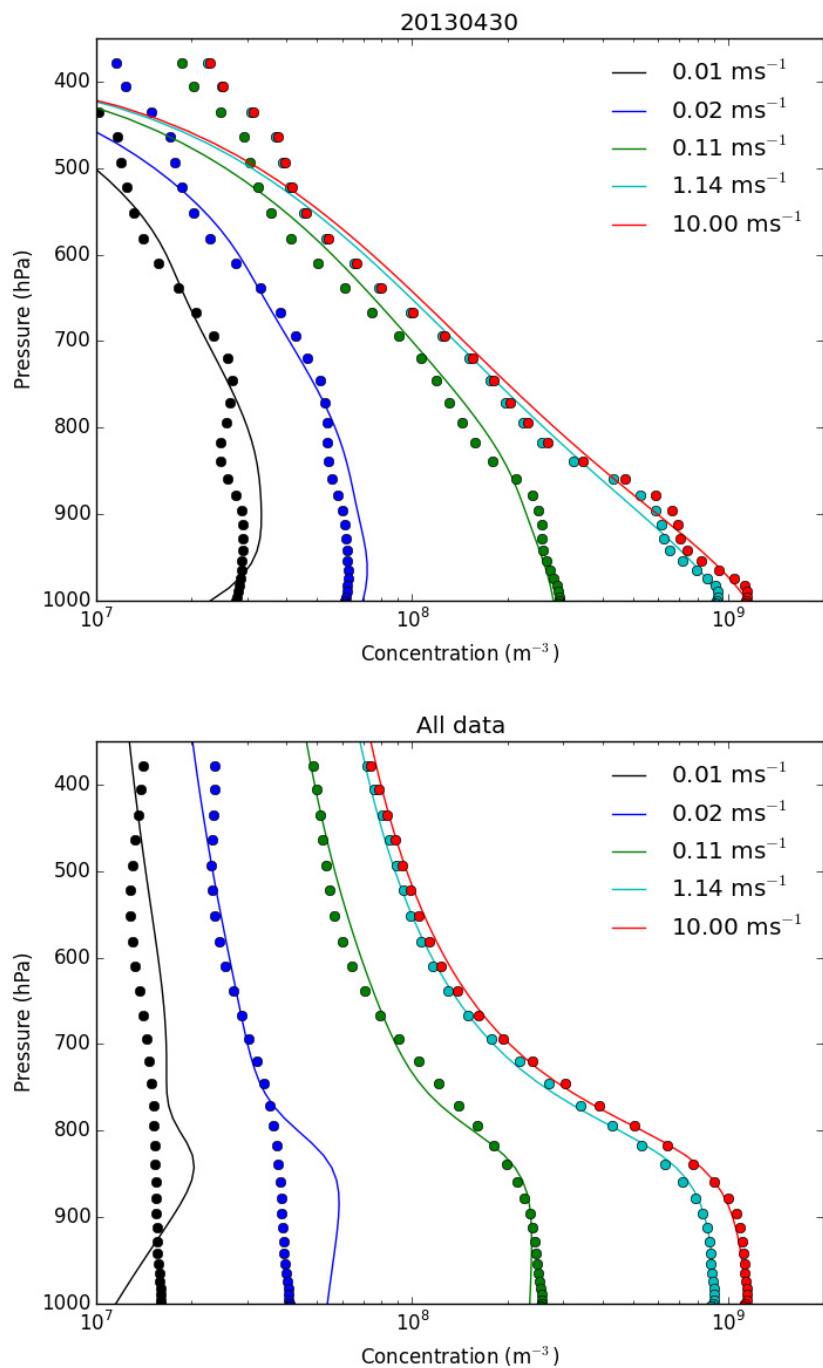 20130430
400
500
600
700
800
900
1000
Pressure (hPa)
0.01 ms⁻¹
0.02 ms⁻¹
0.11 ms⁻¹
1.14 ms⁻¹
10.00 ms⁻¹
10⁷
10⁸
10⁹
Concentration (m⁻³)
All data
400
500
600
700
800
900
1000
Pressure (hPa)
0.01 ms⁻¹
0.02 ms⁻¹
0.11 ms⁻¹
1.14 ms⁻¹
10.00 ms⁻¹
10⁷
10⁸
10⁹
Concentration (m⁻³)